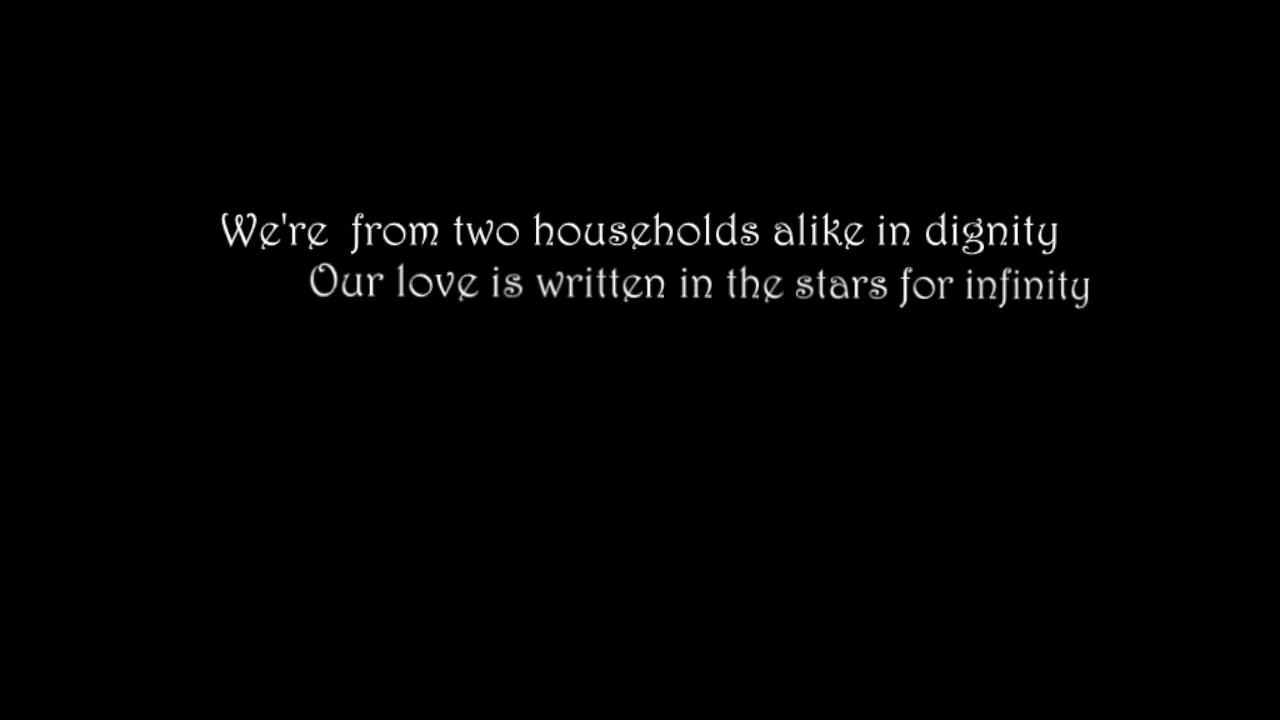 We're from two households alike in dignity
Our love is written in the stars for infinity